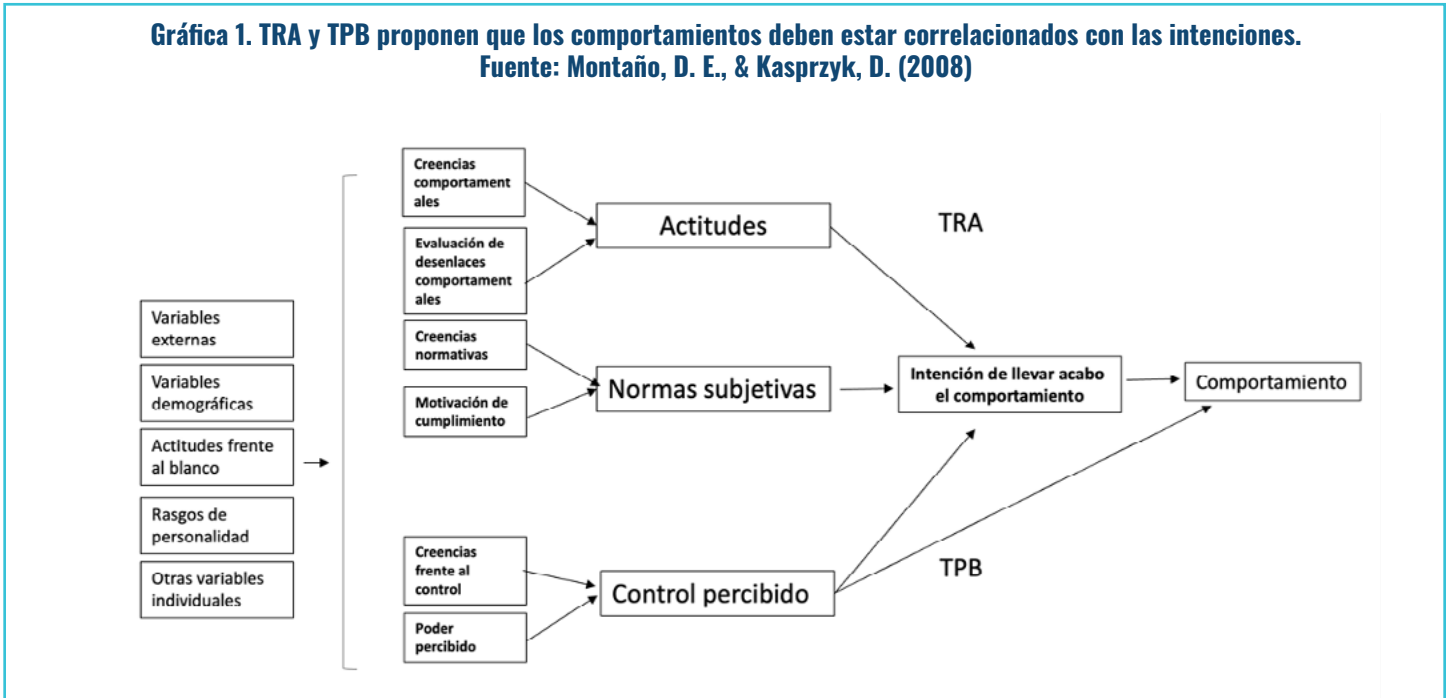 Gráfica 1. TRA y TPB proponen que los comportamientos deben estar correlacionados con las intenciones.
Fuente: Montaño, D. E., & Kasprzyk, D. (2008)
Variables
externas
Variables
demográficas
Actitudes frente
al blanco
Rasgos de
personalidad
Otras variables
individuales
Creencias
comportament
ales
Evaluación de
desenlaces
comportament
ales
Creencias
normativas
Motivación de
cumplimiento
Creencias
frente al
control
Poder
percibido
Actitudes
Normas subjetivas
Control percibido
TRA
TPB
Intención de llevar acabo
el comportamiento
Comportamiento